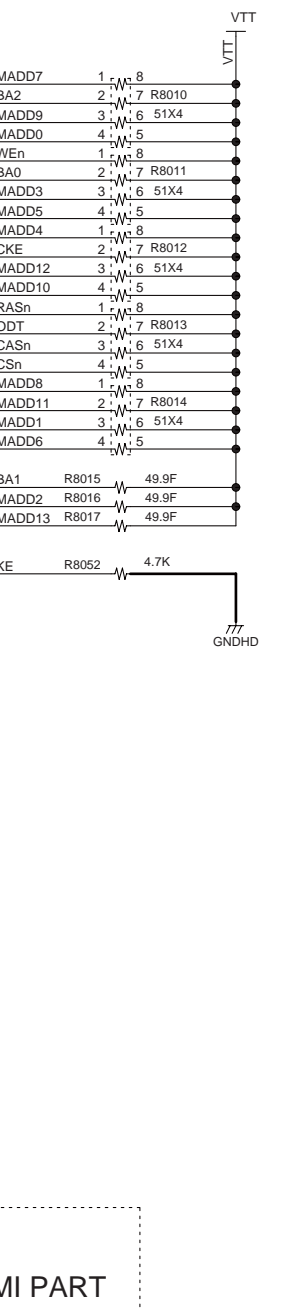 VTT
VTT
MADD7 1 8
BA2 2 7 R8010
MADD9 3 6 51X4
MADD0 4 5
WEn 1 8
BA0 2 7 R8011
MADD3 3 6 51X4
MADD5 4 5
MADD4 1 8
CKE 2 7 R8012
MADD12 3 6 51X4
MADD10 4 5
RASn 1 8
ODT 2 7 R8013
CASn 3 6 51X4
CSn 4 5
MADD8 1 8
MADD11 2 7 R8014
MADD1 3 6 51X4
MADD6 4 5
BA1 R8015 49.9F
MADD2 R8016 49.9F
MADD13 R8017 49.9F
KE R8052 4.7K
GNDHD
MI PART